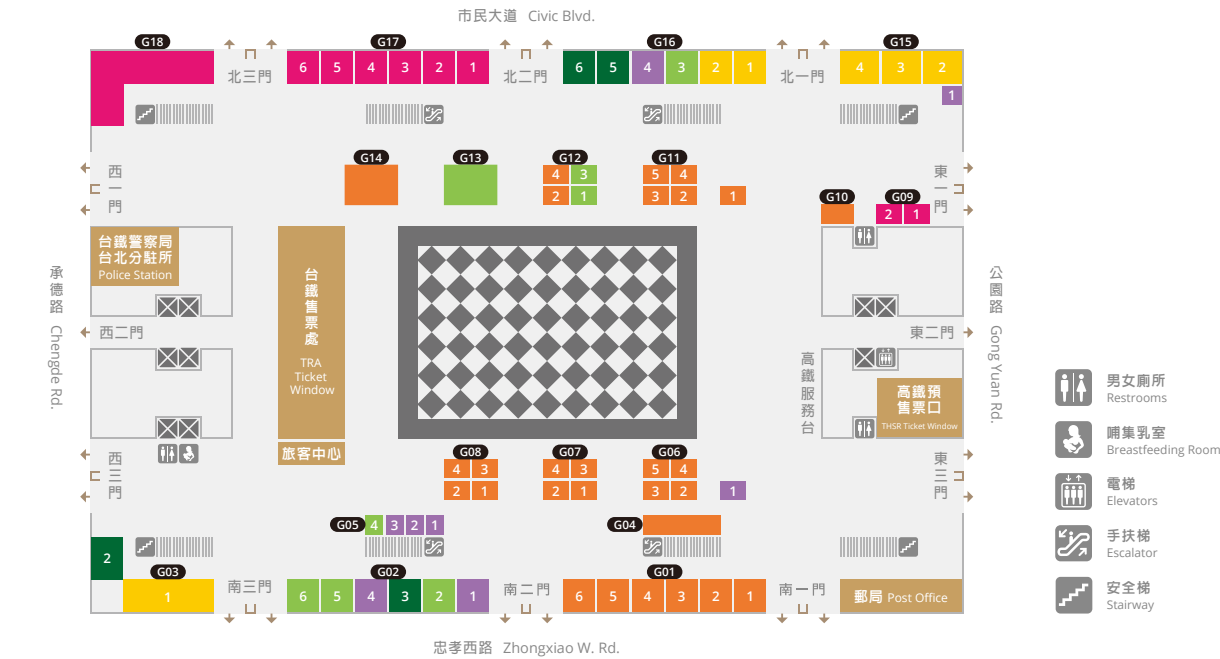 市民大道 Civic Blvd.
G18
G17
G16
G15
6 5 4 3 2 1
6 5 4 3 2 1
4 3 2
1
北三門
北二門
北一門
G14
G13
G12
4 3
2 1
G11
5 4
3 2
1
G10
G09
2 1
西一門
東一門
台鐵警察局
台北分駐所
Police Station
承德路 Chengde Rd.
西二門
台鐵售票處
TRA
Ticket
Window
旅客中心
公園路 Gong Yuan Rd.
東二門
高鐵服務台
高鐵預
售票口
THSR Ticket Window
西三門
東三門
G08
4 3
2 1
G07
4 3
2 1
G06
5 4
3 2
1
G05
4 3 2 1
G04
2
G03
1
G02
6 5 4 3 2 1
G01
6 5 4 3 2 1
南三門
南二門
南一門
郵局 Post Office
忠孝西路 Zhongxiao W. Rd.
男女廁所
Restrooms
哺集乳室
Breastfeeding Room
電梯
Elevators
手扶梯
Escalator
安全梯
Stairway